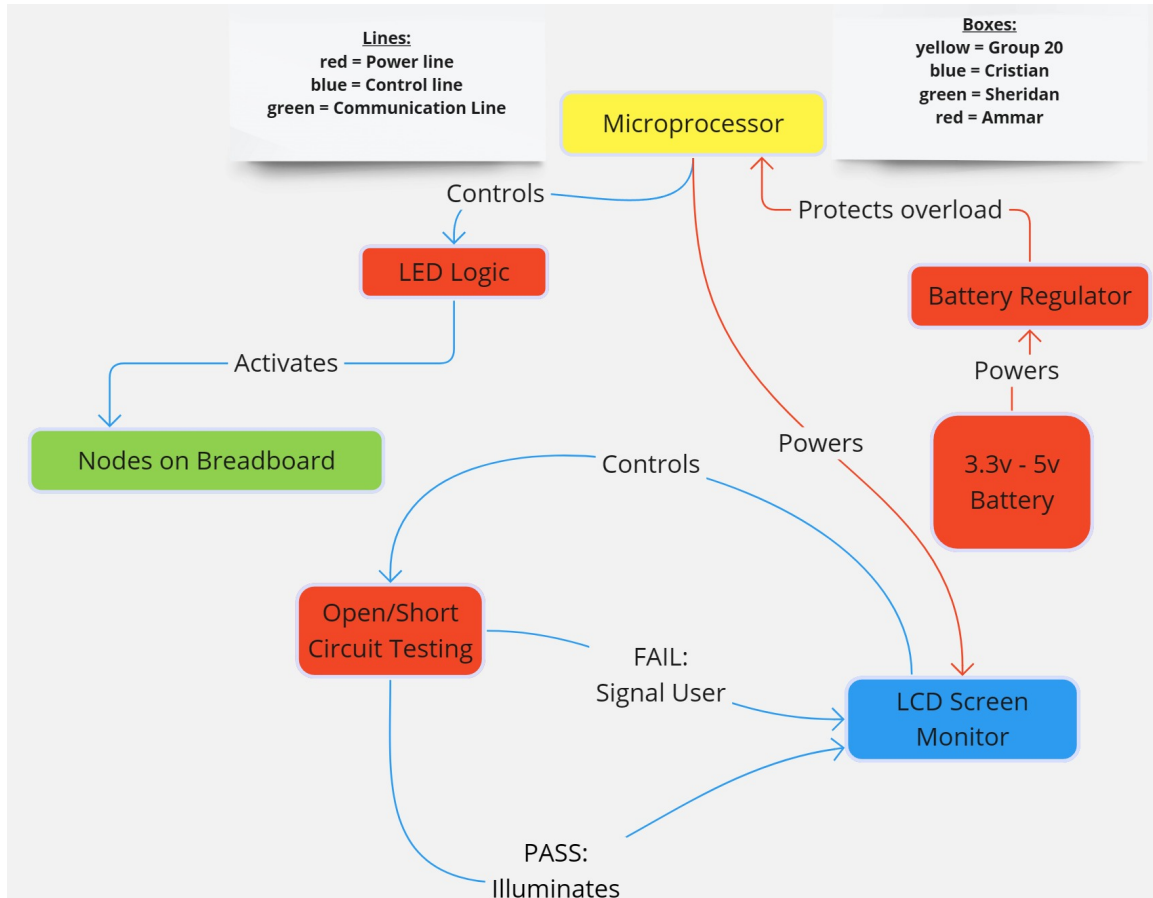 Lines:
red = Power line
blue = Control line
green = Communication Line
Boxes:
yellow = Group 20
blue = Cristian
green = Sheridan
red = Ammar
Microprocessor
Controls
Protects overload
LED Logic
Battery Regulator
Activates
Powers
Nodes on Breadboard
Controls
Powers
3.3v - 5v
Battery
Open/Short
Circuit Testing
FAIL:
Signal User
LCD Screen
Monitor
PASS:
Illuminates